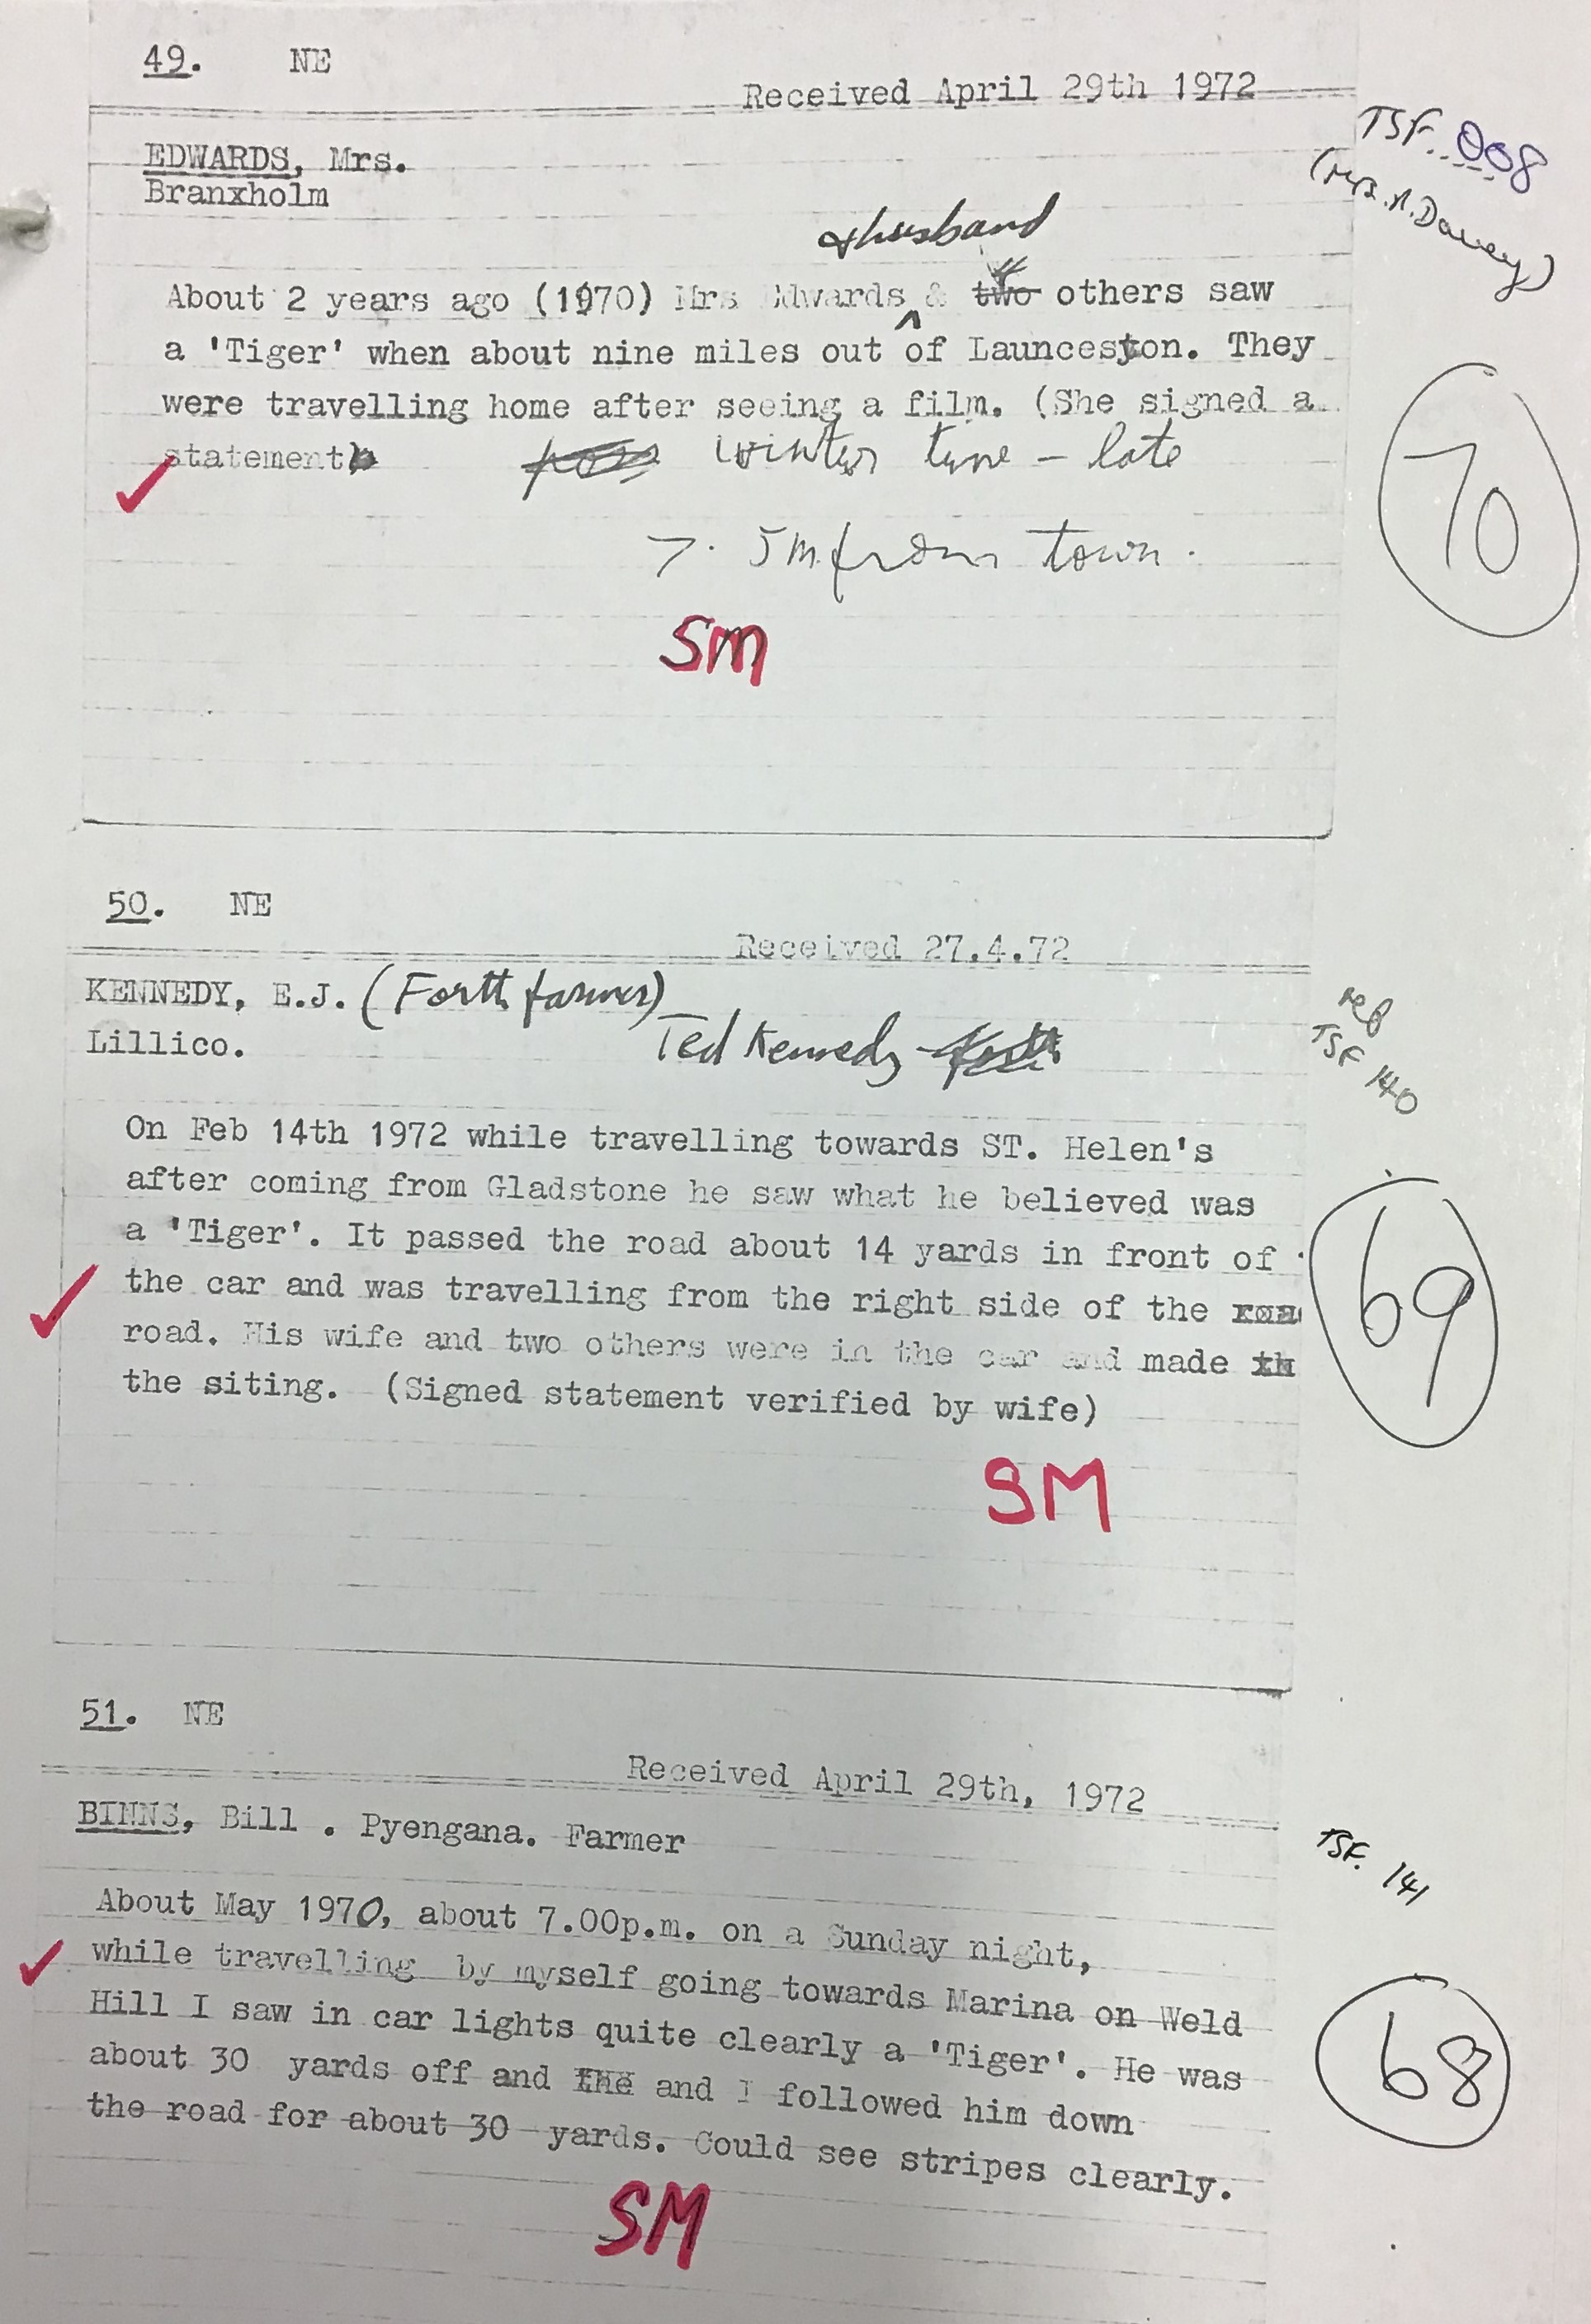 49. NE
Received April 29th 1972
TSF. 008
(Mrs. A. Davey)
EDWARDS, Mrs.
Branxholm
& husband
About 2 years ago (1970) Mrs Edwards & two others saw
a 'Tiger' when about nine miles out of Launceston. They
were travelling home after seeing a film. (She signed a
statement
winter time - late
7. 5m from town.
70
SM
50. NE
Received 27.4.72
KENNEDY, E.J. (Forth farmer)
Ted Kennedy
Lillico.
ref
TSF 140
On Feb 14th 1972 while travelling towards ST. Helen's
after coming from Gladstone he saw what he believed was
a 'Tiger'. It passed the road about 14 yards in front of
the car and was travelling from the right side of the roa
road. His wife and two others were in the car and made th
the siting. (Signed statement verified by wife)
69
SM
51. NE
Received April 29th, 1972
BINNS, Bill . Pyengana. Farmer
TSF. 141
About May 1970, about 7.00p.m. on a Sunday night,
while travelling by myself going towards Marina on Weld
Hill I saw in car lights quite clearly a 'Tiger'. He was
about 30 yards off and the and I followed him down
the road for about 30 yards. Could see stripes clearly.
68
SM